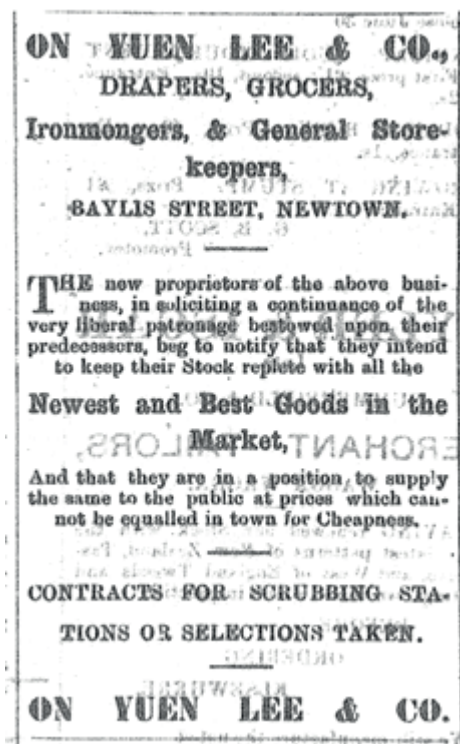 ON YUEN LEE & CO.,
DRAPERS, GROCERS,
Ironmongers, & General Store-
keepers,
BAYLIS STREET, NEWTOWN.
THE new proprietors of the above busi-
ness, in soliciting a continuance of the
very liberal patronage bestowed upon their
predecessors, beg to notify that they intend
to keep their Stock replete with all the
Newest and Best Goods in the
Market,
And that they are in a position to supply
the same to the public at prices which can-
not be equalled in town for Cheapness.
CONTRACTS FOR SCRUBBING STA-
TIONS OR SELECTIONS TAKEN.
ON YUEN LEE & CO.